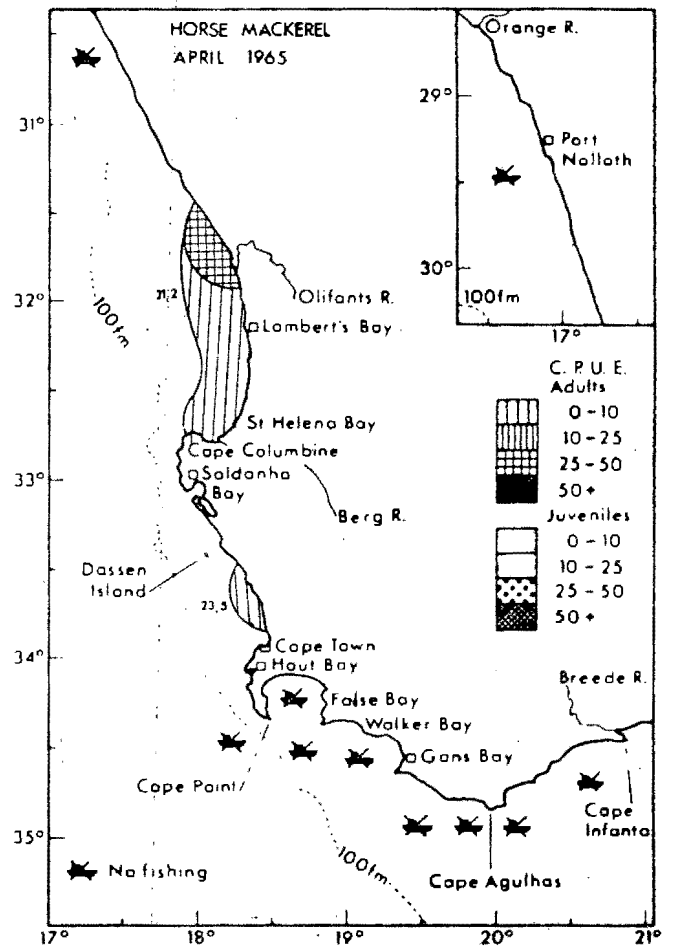 HORSE MACKEREL
APRIL 1965
Orange R.
29°
Port
Nolloth
30°
100fm
17°
31°
32°
33°
34°
35°
Olifants R.
100fm
Lambert's Bay
St Helena Bay
Cape Columbine
Saldanha
Bay
Berg R.
Dassen
Island
23,5
Cape Town
Hout Bay
False Bay
Walker Bay
Gans Bay
Cape Point
Breede R.
Cape
Infanta
Cape Agulhas
100fm
No fishing
C. P. U. E.
Adults
0-10
10-25
25-50
50+
Juveniles
0-10
10-25
25-50
50+
17°
18°
19°
20°
21°